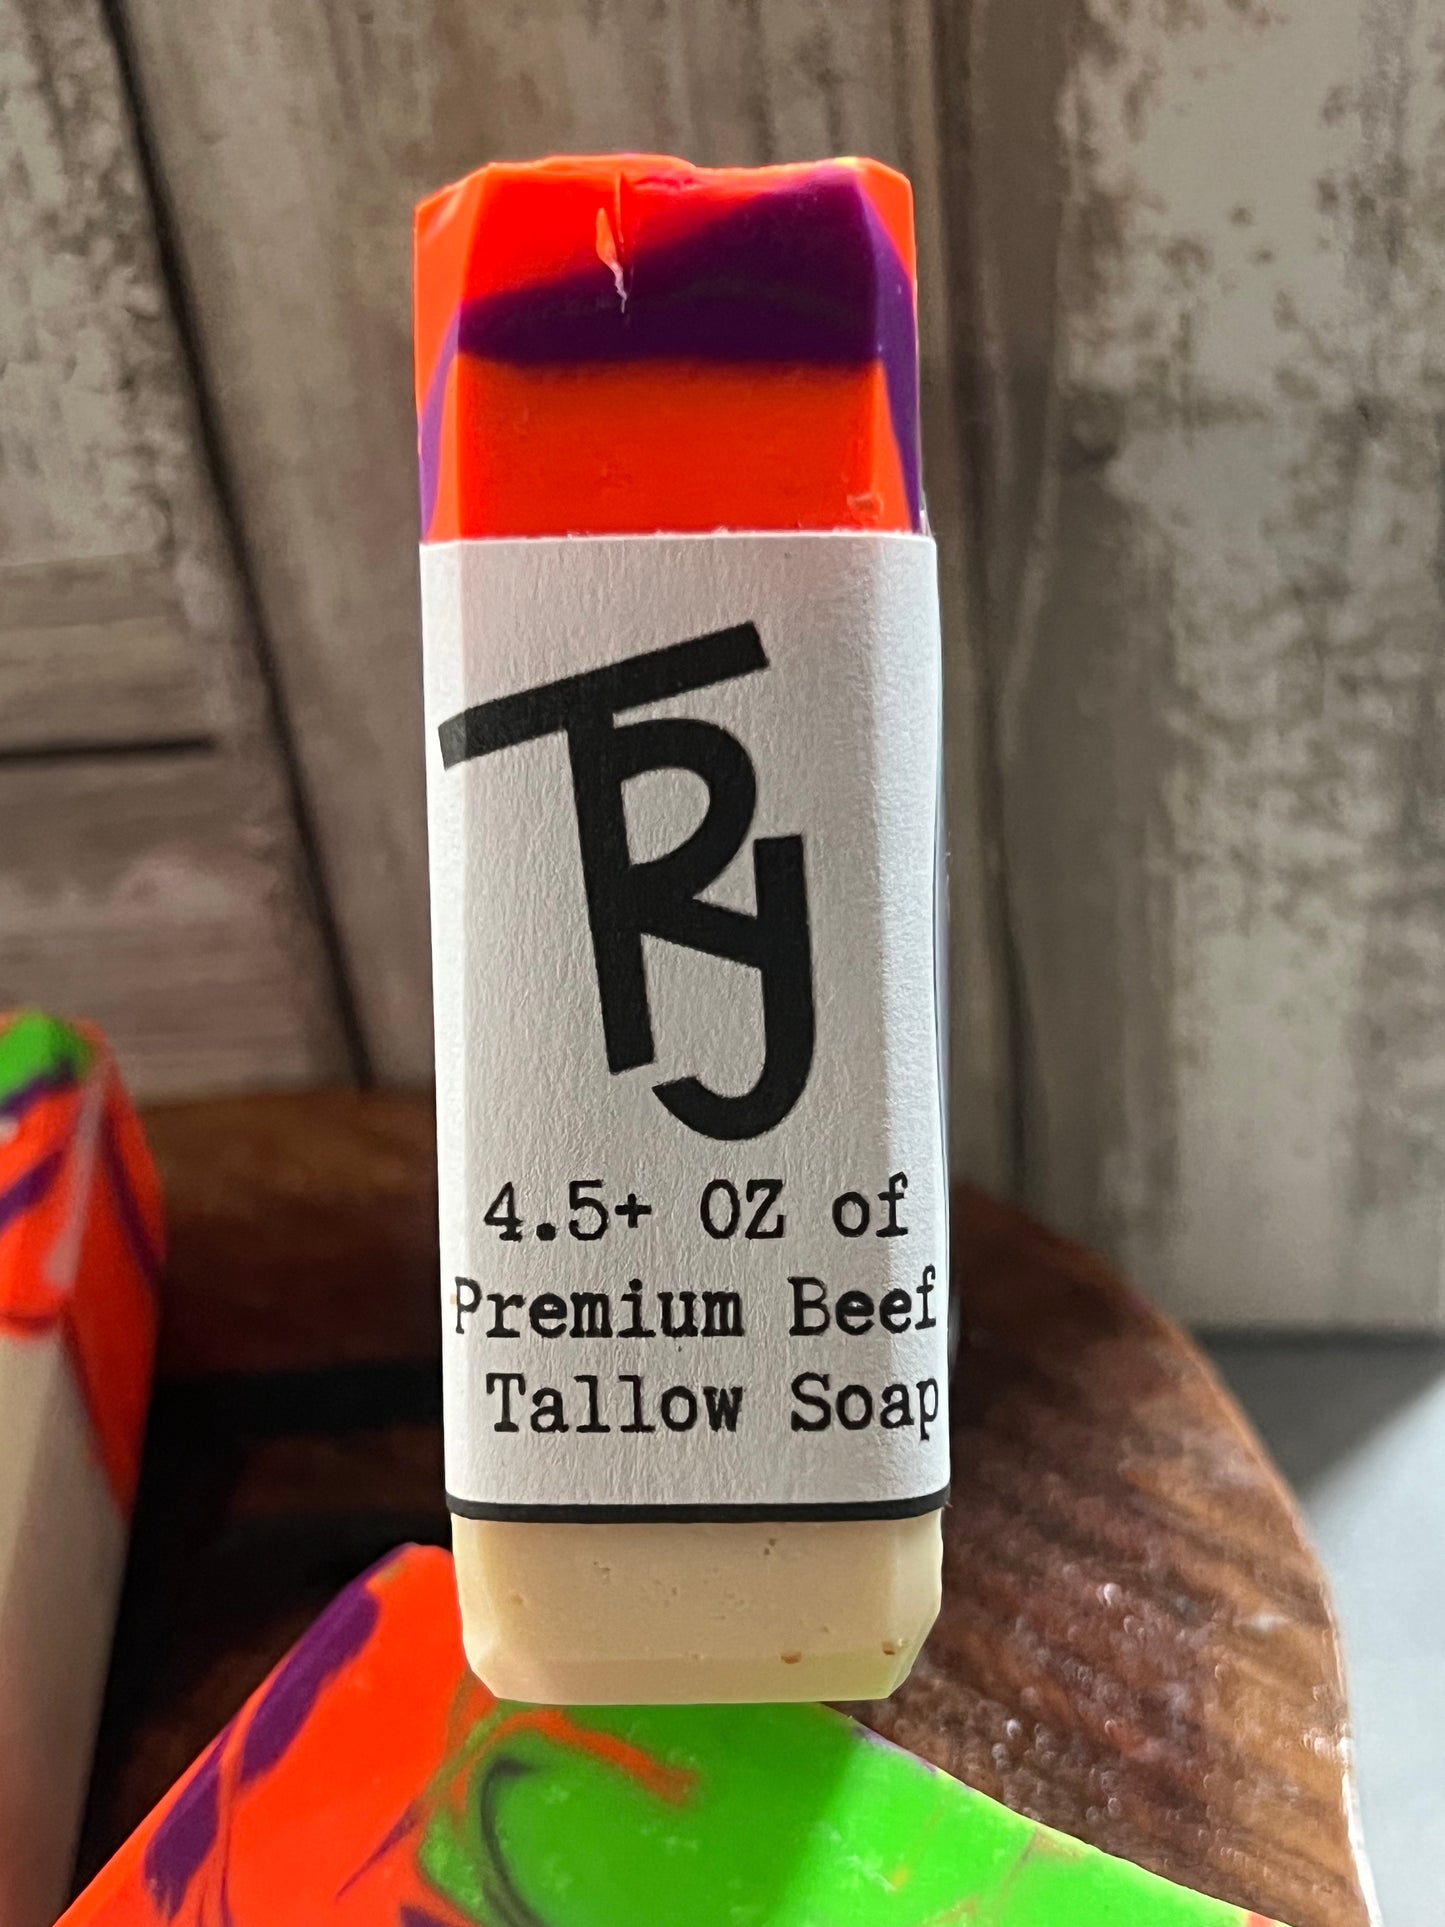 TRJ
4.5+ OZ of
Premium Beef
Tallow Soap